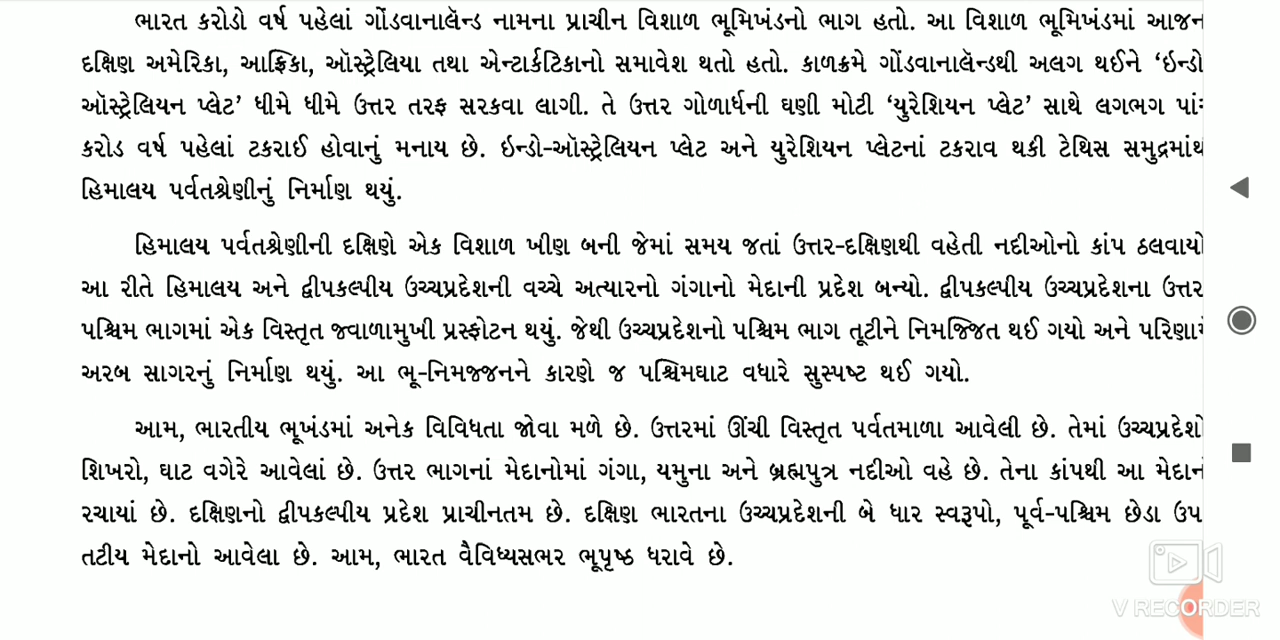 ભારત કરોડો વર્ષ પહેલાં ગોંડવાનાલૅન્ડ નામના પ્રાચીન વિશાળ ભૂમિખંડનો ભાગ હતો. આ વિશાળ ભૂમિખંડમાં
દક્ષિણ અમેરિકા, આફ્રિકા, ઑસ્ટ્રેલિયા તથા એન્ટાર્કટિકાનો સમાવેશ થતો હતો. કાળક્રમે ગોંડવાનાલૅન્ડથી અલગ થઈને ‘ઇન્ડો
ઑસ્ટ્રેલિયન પ્લેટ’ ધીમે ધીમે ઉત્તર તરફ સરકવા લાગી. તે ઉત્તર ગોળાર્ધની ઘણી મોટી ‘યુરેશિયન પ્લેટ’ સાથે લગભગ
કરોડ વર્ષ પહેલાં ટકરાઈ હોવાનું મનાય છે. ઇન્ડો-ઑસ્ટ્રેલિયન પ્લેટ અને યુરેશિયન પ્લેટનાં ટકરાવ થકી ટેથિસ
હિમાલય પર્વતશ્રેણીનું નિર્માણ થયું.
હિમાલય પર્વતશ્રેણીની દક્ષિણે એક વિશાળ ખીણ બની જેમાં સમય જતાં ઉત્તર-દક્ષિણથી વહેતી નદીઓનો કાંપ ઠલવાયો
આ રીતે હિમાલય અને દ્વીપકલ્પીય ઉચ્ચપ્રદેશની વચ્ચે અત્યારનો ગંગાનો મેદાની પ્રદેશ બન્યો. દ્વીપકલ્પીય ઉચ્ચપ્રદેશના ઉત્તર
પશ્ચિમ ભાગમાં એક વિસ્તૃત જ્વાળામુખી પ્રસ્ફોટન થયું. જેથી ઉચ્ચપ્રદેશનો પશ્ચિમ ભાગ તૂટીને નિમજ્જિત થઈ ગયો અને
અરબ સાગરનું નિર્માણ થયું. આ ભૂ-નિમજ્જનને કારણે જ પશ્ચિમઘાટ વધારે સુસ્પષ્ટ થઈ ગયો.
આમ, ભારતીય ભૂખંડમાં અનેક વિવિધતા જોવા મળે છે. ઉત્તરમાં ઊંચી વિસ્તૃત પર્વતમાળા આવેલી છે. તેમાં ઉચ્ચપ્રદેશો
શિખરો, ઘાટ વગેરે આવેલાં છે. ઉત્તર ભાગનાં મેદાનોમાં ગંગા, યમુના અને બ્રહ્મપુત્ર નદીઓ વહે છે. તેના કાંપથી આ
રચાયાં છે. દક્ષિણનો દ્વીપકલ્પીય પ્રદેશ પ્રાચીનતમ છે. દક્ષિણ ભારતના ઉચ્ચપ્રદેશની બે ધાર સ્વરૂપો, પૂર્વ-પશ્ચિમ છેડા ઉપ
તટીય મેદાનો આવેલા છે. આમ, ભારત વૈવિધ્યસભર ભૂપૃષ્ઠ ધરાવે છે.
V RECORDER